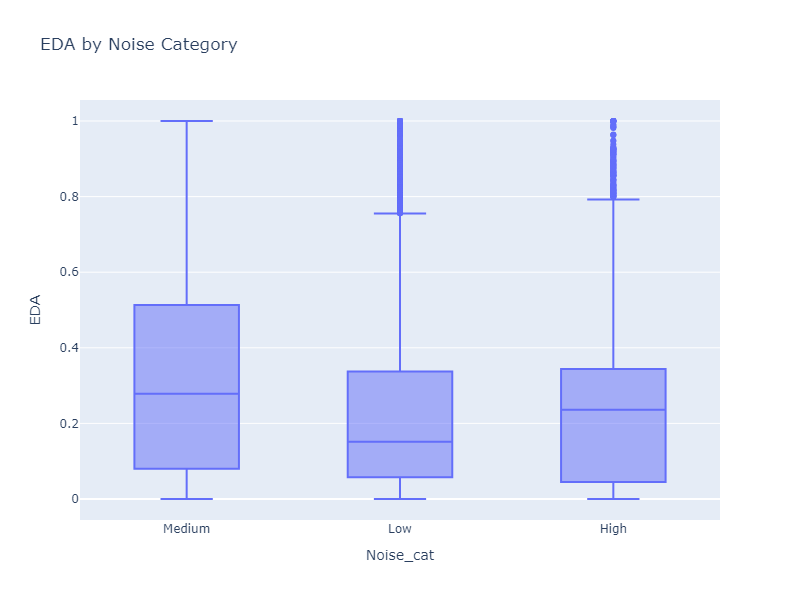 EDA by Noise Category
1
0.8
0.6
0.4
0.2
0
EDA
Medium
Low
High
Noise_cat